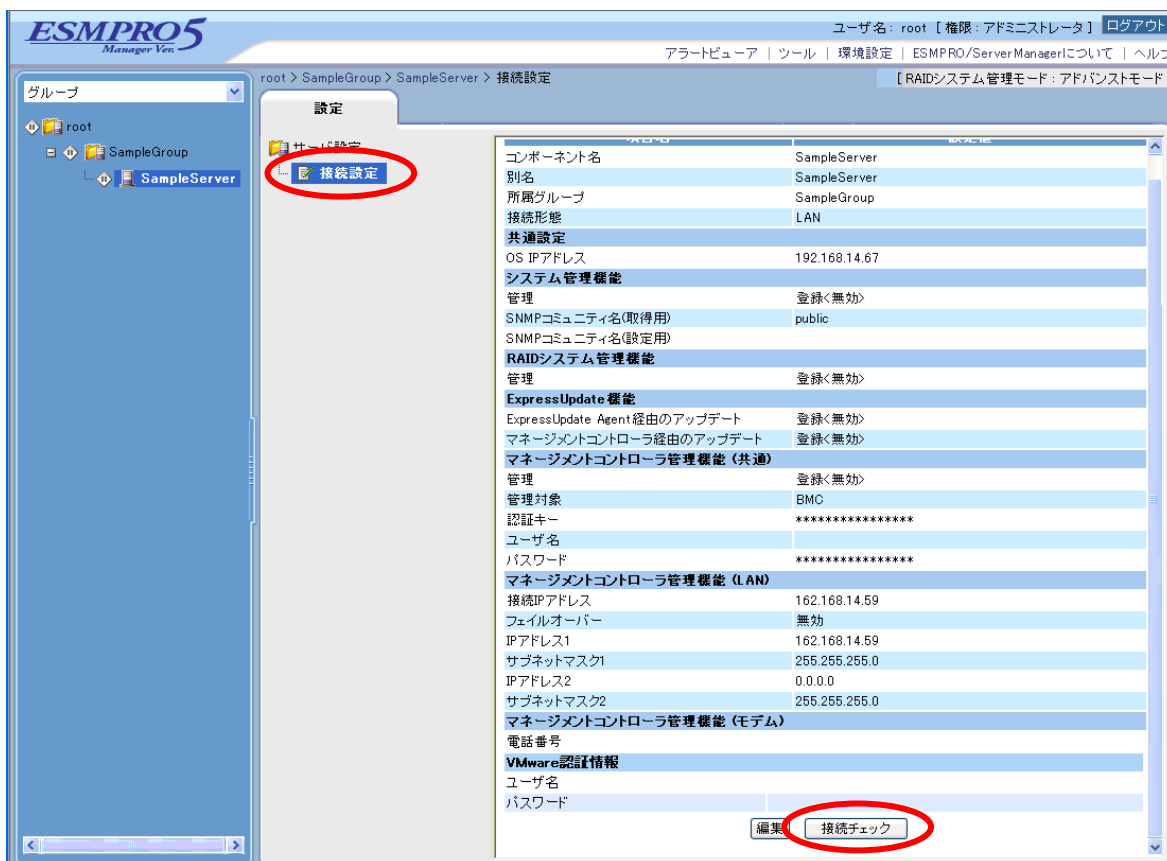 ESMPRO5
Manager Ver.
ユーザ名: root [ 権限 : アドミニストレータ ] ログアウト
アラートビューア | ツール | 環境設定 | ESMPRO/ServerManagerについて | ヘルプ
グループ
root
SampleGroup
SampleServer
root > SampleGroup > SampleServer > 接続設定
[ RAIDシステム管理モード : アドバンストモード
設定
サーバ設定
接続設定
項目名 設定値
コンポーネント名 SampleServer
別名 SampleServer
所属グループ SampleGroup
接続形態 LAN
共通設定
OS IPアドレス 192.168.14.67
システム管理機能
管理 登録<無効>
SNMPコミュニティ名(取得用) public
SNMPコミュニティ名(設定用)
RAIDシステム管理機能
管理 登録<無効>
ExpressUpdate 機能
ExpressUpdate Agent経由のアップデート 登録<無効>
マネージメントコントローラ経由のアップデート 登録<無効>
マネージメントコントローラ管理機能 (共通)
管理 登録<無効>
管理対象 BMC
認証キー ****************
ユーザ名
パスワード ****************
マネージメントコントローラ管理機能 (LAN)
接続IPアドレス 162.168.14.59
フェイルオーバー 無効
IPアドレス1 162.168.14.59
サブネットマスク1 255.255.255.0
IPアドレス2 0.0.0.0
サブネットマスク2 255.255.255.0
マネージメントコントローラ管理機能 (モデム)
電話番号
VMware認証情報
ユーザ名
パスワード
編集 接続チェック